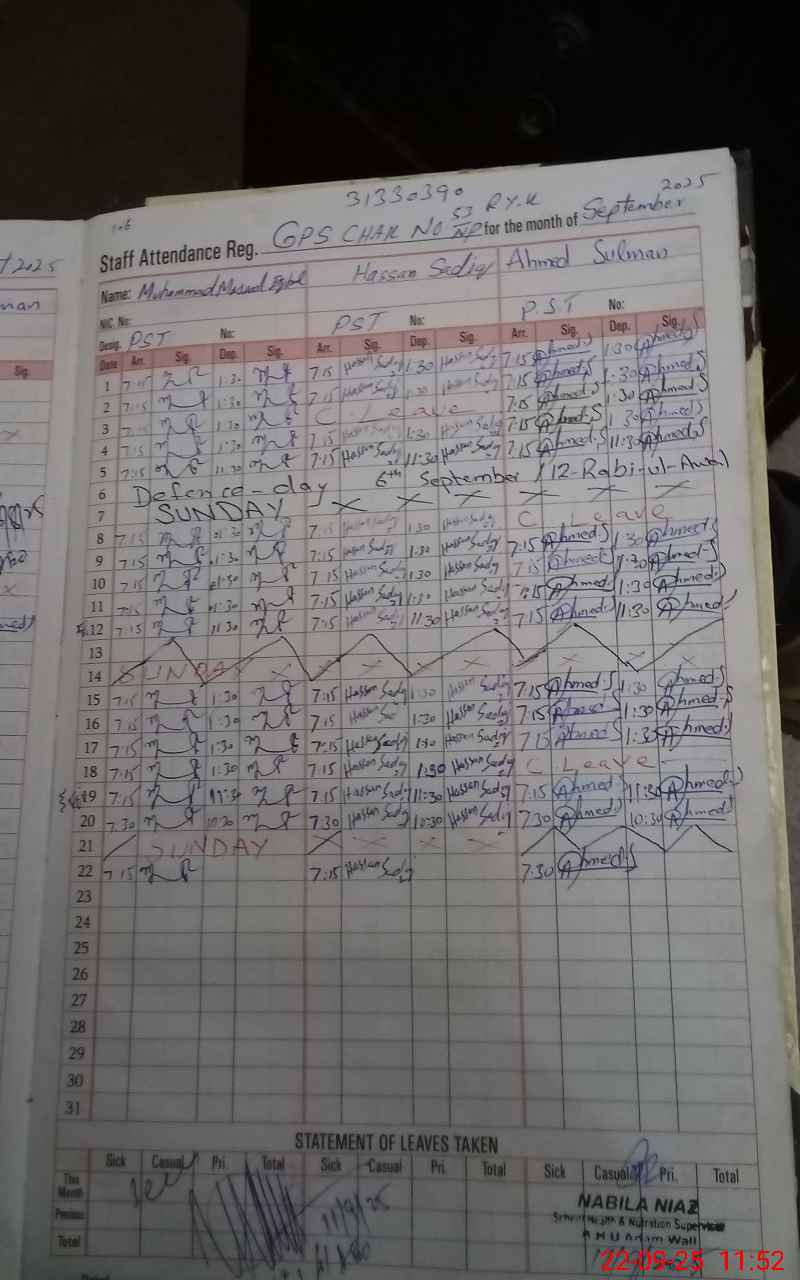 31330390
Staff Attendance Reg. GPS CHAK NO 53/NP R.Y.K for the month of September 2025
Name: Muhammad Masood Iqbal Hassan Sadiq Ahmed Sulman
NIC. No:
Desig. PST No: PST No: P.S.T No:
Date Arr. Sig. Dep. Sig. Arr. Sig. Dep. Sig. Arr. Sig. Dep. Sig.
1 7:15 1:30 7:15 Hassan Sadiq 1:30 Hassan Sadiq 7:15 Ahmed.S 1:30 Ahmed.S
2 7:15 1:30 7:15 Hassan Sadiq 1:30 Hassan Sadiq 7:15 Ahmed.S 1:30 Ahmed.S
3 7:15 1:30 C. Leave 7:15 Ahmed.S 1:30 Ahmed.S
4 7:15 1:30 7:15 Hassan Sadiq 1:30 Hassan Sadiq 7:15 Ahmed.S 1:30 Ahmed.S
5 7:15 11:30 7:15 Hassan Sadiq 11:30 Hassan Sadiq 7:15 Ahmed.S 11:30 Ahmed.S
6 Defence-day 6th September / 12-Rabi-ul-Awal
7 SUNDAY X X X X X X
8 7:15 1:30 7:15 Hassan Sadiq 1:30 Hassan Sadiq C Leave
9 7:15 1:30 7:15 Hassan Sadiq 1:30 Hassan Sadiq 7:15 Ahmed.S 1:30 Ahmed.S
10 7:15 1:30 7:15 Hassan Sadiq 1:30 Hassan Sadiq 7:15 Ahmed.S 1:30 Ahmed.S
11 7:15 1:30 7:15 Hassan Sadiq 1:30 Hassan Sadiq 7:15 Ahmed.S 1:30 Ahmed.S
12 7:15 11:30 7:15 Hassan Sadiq 11:30 Hassan Sadiq 7:15 Ahmed.S 11:30 Ahmed.S
13
14 SUNDAY X X X X X X X
15 7:15 1:30 7:15 Hassan Sadiq 1:30 Hassan Sadiq 7:15 Ahmed.S 1:30 Ahmed.S
16 7:15 1:30 7:15 Hassan Sa 1:30 Hassan Sadiq 7:15 Ahmed.S 1:30 Ahmed.S
17 7:15 1:30 7:15 Hassan Sadiq 1:30 Hassan Sadiq 7:15 Ahmed.S 1:30 Ahmed.S
18 7:15 1:30 7:15 Hassan Sadiq 1:30 Hassan Sadiq C Leave
19 7:15 11:30 7:15 Hassan Sadiq 11:30 Hassan Sadiq 7:15 Ahmed.S 11:30 Ahmed.S
20 7:30 10:30 7:30 Hassan Sadiq 10:30 Hassan Sadiq 7:30 Ahmed.S 10:30 Ahmed.S
21 SUNDAY X X X X
22 7:15 7:15 Hassan Sadiq 7:30 Ahmed.S
23
24
25
26
27
28
29
30
31
STATEMENT OF LEAVES TAKEN
Sick Casual Pri. Total Sick Casual Pri. Total Sick Casual Pri. Total
This Month
Previous
Total
11/9/25
NABILA NIAZ
School Health & Nutration Supervisor
22-09-25 11:52